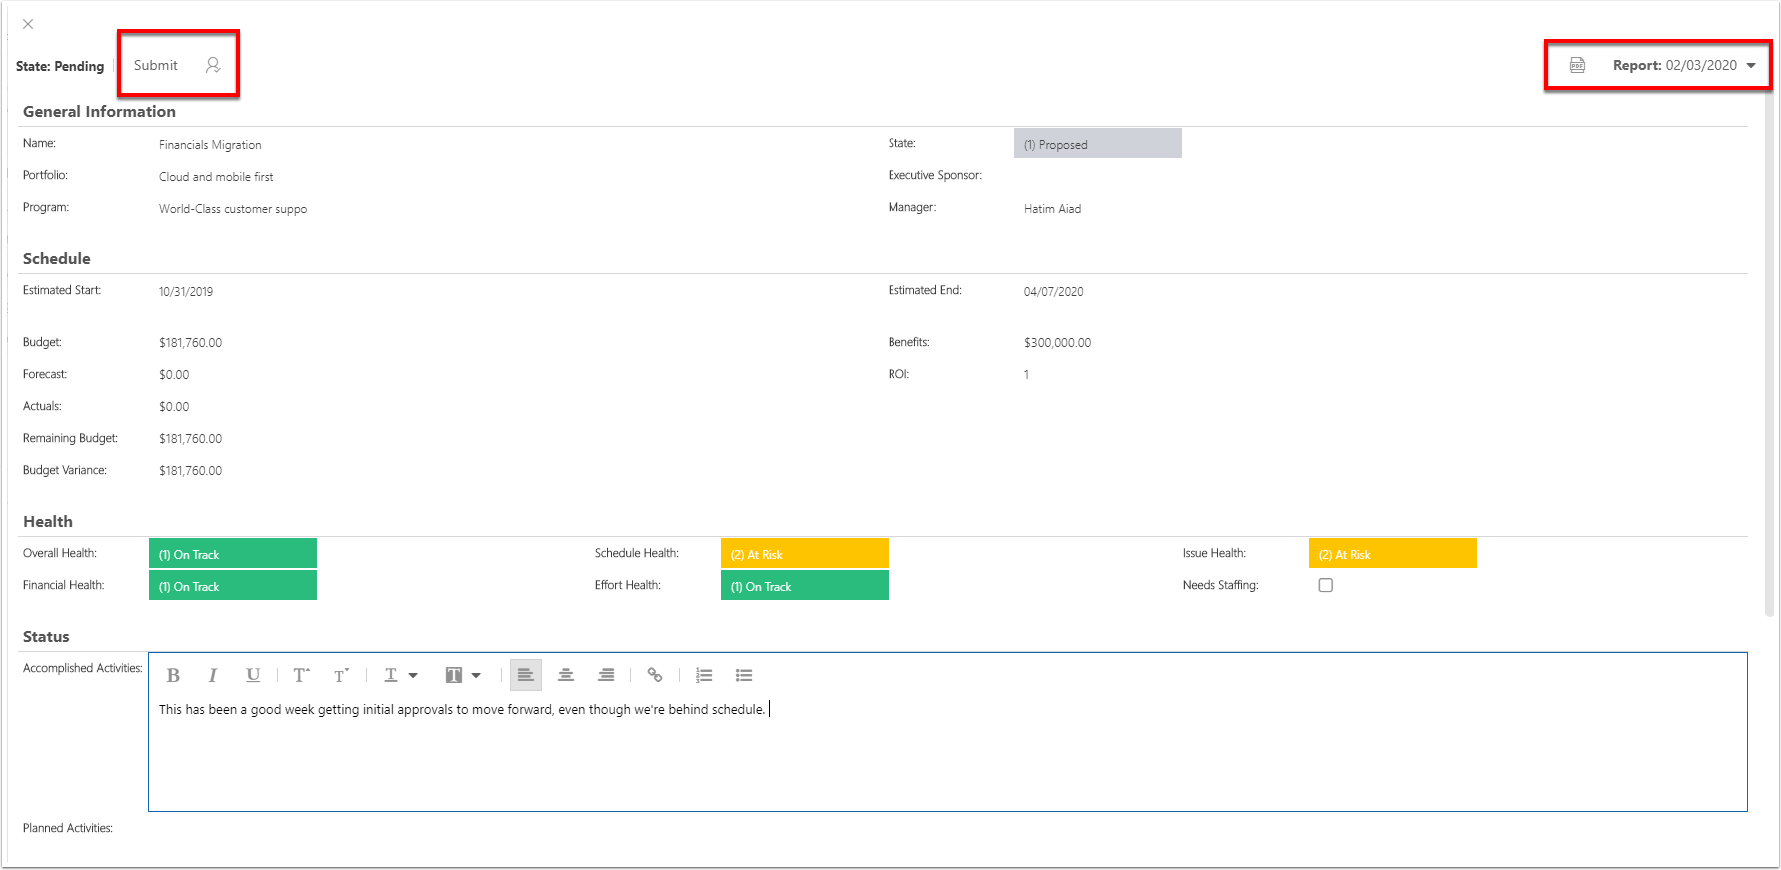 State: Pending Submit PDF Report: 02/03/2020
General Information
Name: Financials Migration State: (1) Proposed
Portfolio: Cloud and mobile first Executive Sponsor:
Program: World-Class customer suppo Manager: Hatim Aiad
Schedule
Estimated Start: 10/31/2019 Estimated End: 04/07/2020
Budget: $181,760.00 Benefits: $300,000.00
Forecast: $0.00 ROI: 1
Actuals: $0.00
Remaining Budget: $181,760.00
Budget Variance: $181,760.00
Health
Overall Health: (1) On Track Schedule Health: (2) At Risk Issue Health: (2) At Risk
Financial Health: (1) On Track Effort Health: (1) On Track Needs Staffing:
Status
Accomplished Activities: B I U T T T T
This has been a good week getting initial approvals to move forward, even though we're behind schedule.
Planned Activities: